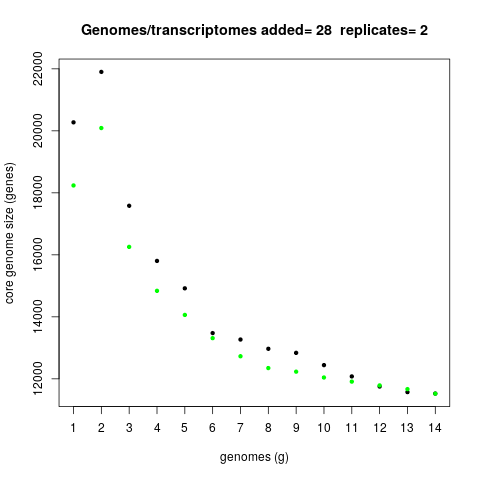 Genomes/transcriptomes added= 28  replicates= 2
core genome size (genes)
22000
20000
18000
16000
14000
12000
1 2 3 4 5 6 7 8 9 10 11 12 13 14
genomes (g)